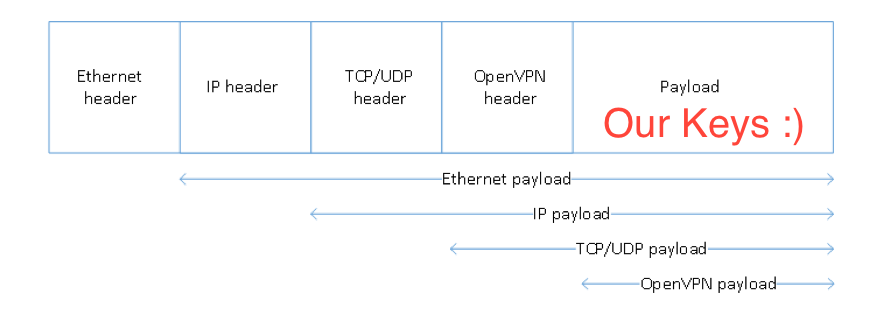 Ethernet
header
IP header
TCP/UDP
header
OpenVPN
header
Payload
Our Keys :)
Ethernet payload
IP payload
TCP/UDP payload
OpenVPN payload